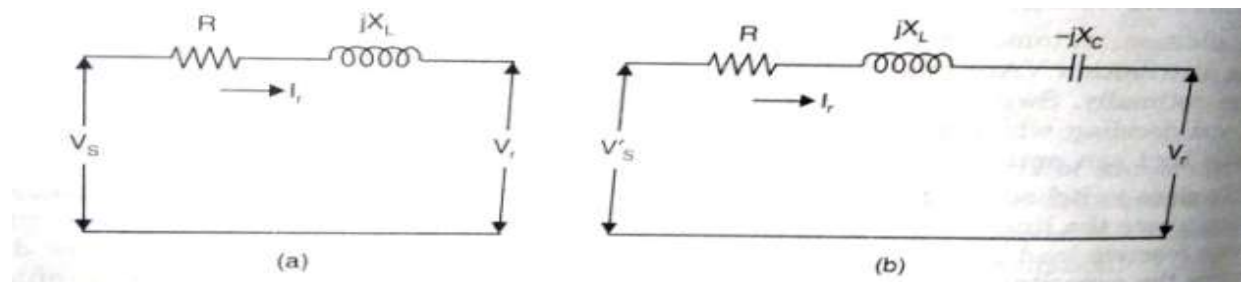 R jX_L
I_r
V_S V_r
(a)
R jX_L -jX_C
I_r
V'_S V_r
(b)